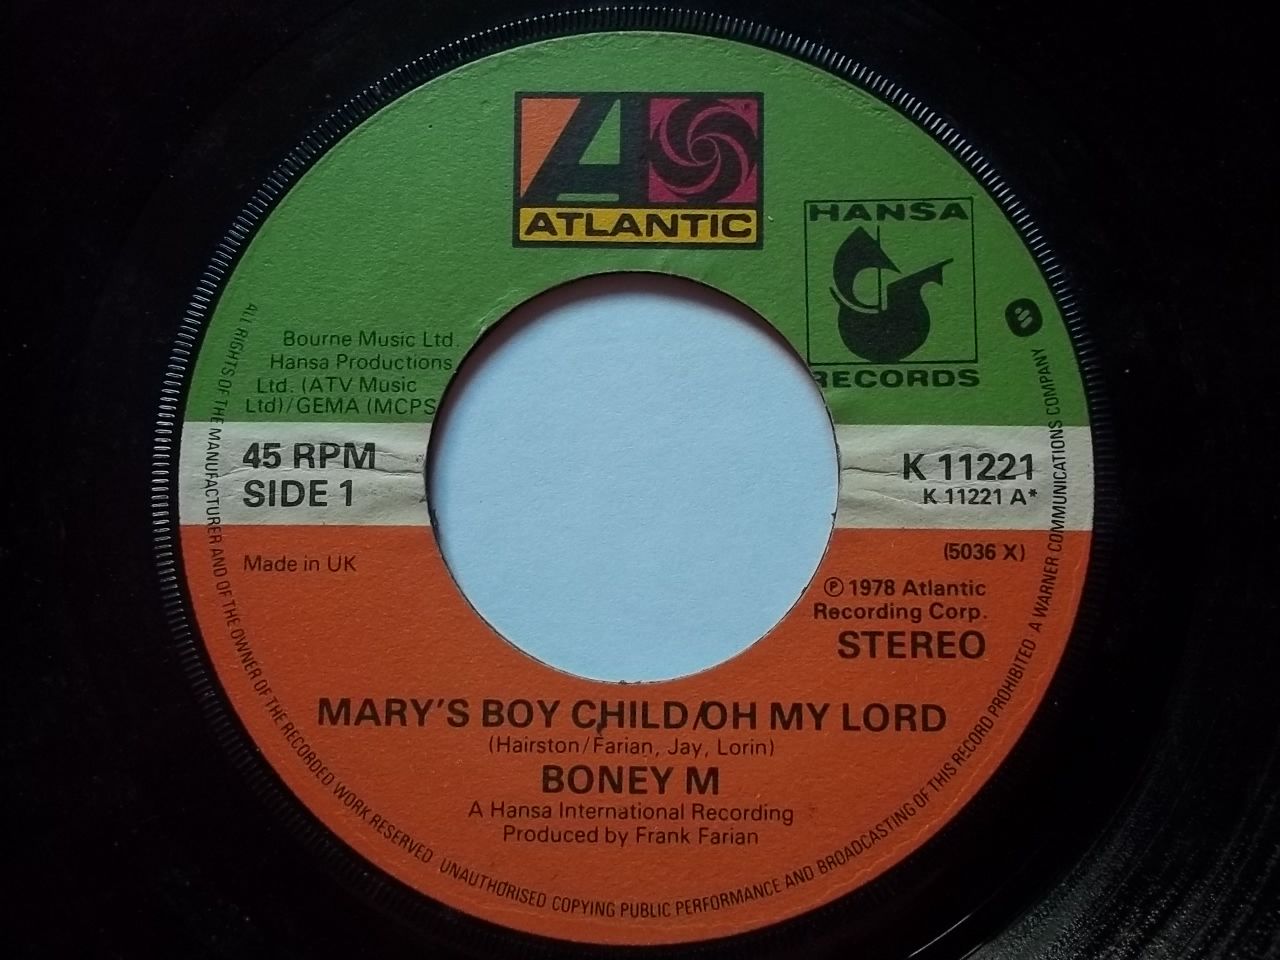 ATLANTIC
HANSA
RECORDS
Bourne Music Ltd.
Hansa Productions
Ltd. (ATV Music
Ltd)/GEMA (MCPS
45 RPM
SIDE 1
K 11221
K 11221 A*
Made in UK
(5036 X)
℗ 1978 Atlantic
Recording Corp.
STEREO
MARY'S BOY CHILD/OH MY LORD
(Hairston/Farian, Jay, Lorin)
BONEY M
A Hansa International Recording
Produced by Frank Farian
ALL RIGHTS OF THE MANUFACTURER AND OF THE OWNER OF THE RECORDED WORK RESERVED UNAUTHORISED COPYING PUBLIC PERFORMANCE AND BROADCASTING OF THIS RECORD PROHIBITED A WARNER COMMUNICATIONS COMPANY